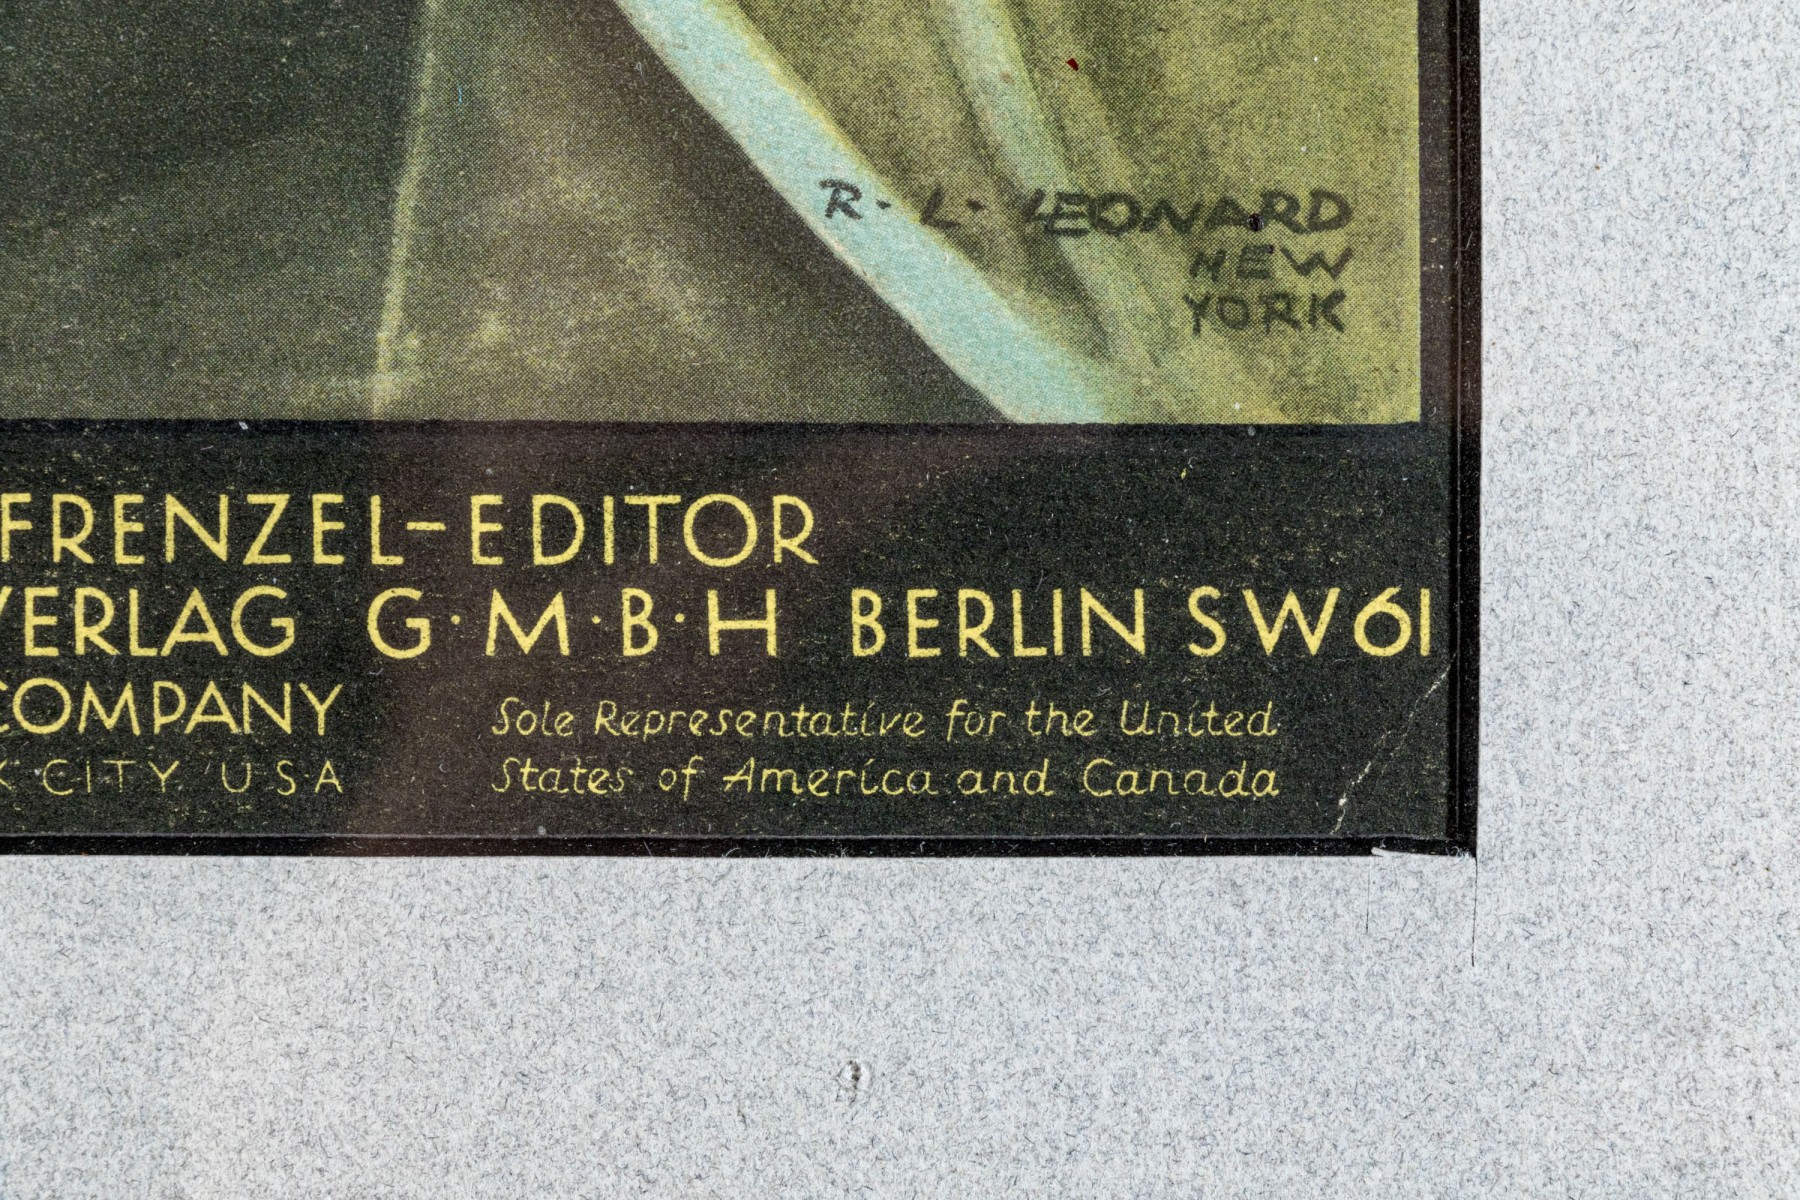 R. L. LEONARD
NEW
YORK
FRENZEL-EDITOR
VERLAG G·M·B·H BERLIN SW61
COMPANY
Sole Representative for the United
States of America and Canada
K CITY U·S·A